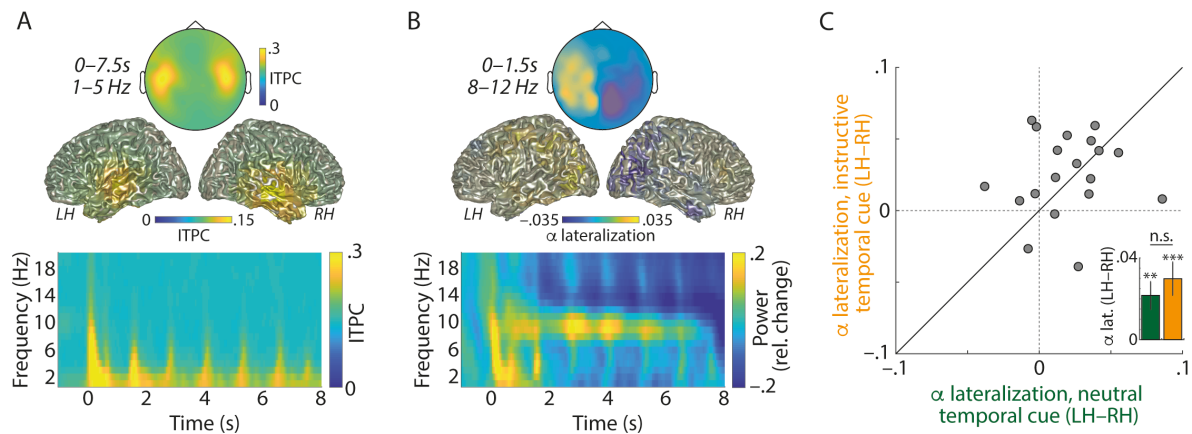 A
0–7.5s
1–5 Hz
.3
ITPC
0
LH
RH
0
.15
ITPC
Frequency (Hz)
18
14
10
6
2
0
2
4
6
8
Time (s)
.3
ITPC
0
B
0–1.5s
8–12 Hz
LH
RH
–.035
.035
α lateralization
Frequency (Hz)
18
14
10
6
2
0
2
4
6
8
Time (s)
.2
Power
(rel. change)
–.2
C
α lateralization, instructive
temporal cue (LH–RH)
.1
0
–.1
–.1
0
.1
α lateralization, neutral
temporal cue (LH–RH)
n.s.
.04
**
***
α lat. (LH–RH)
0